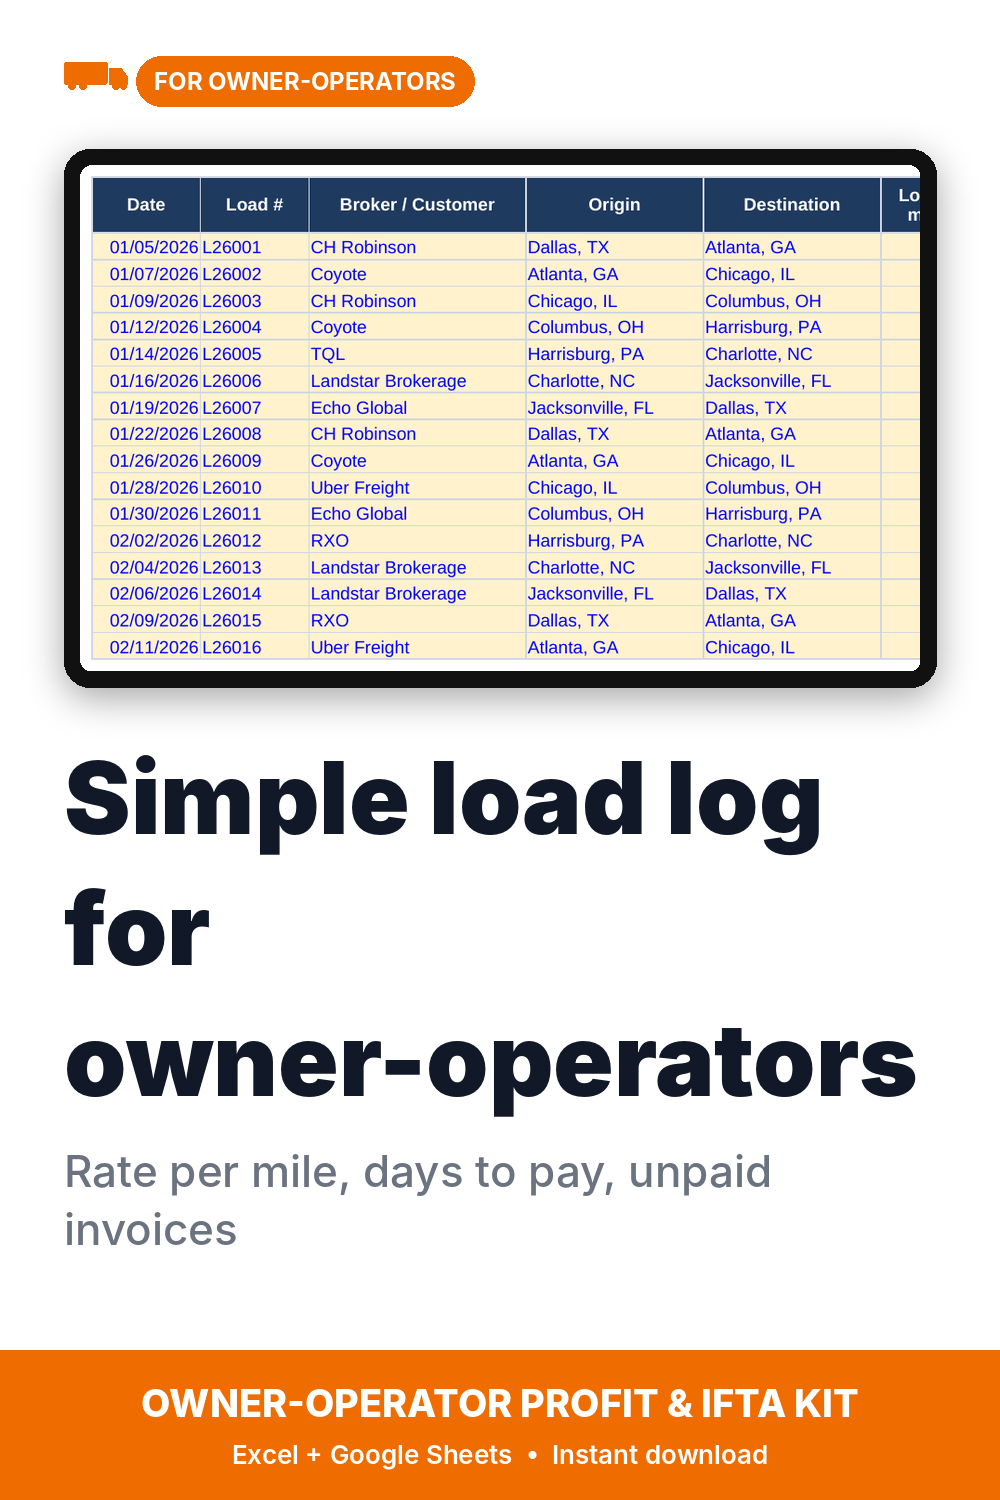 FOR OWNER-OPERATORS
Date Load # Broker / Customer Origin Destination Lo
m
01/05/2026 L26001 CH Robinson Dallas, TX Atlanta, GA
01/07/2026 L26002 Coyote Atlanta, GA Chicago, IL
01/09/2026 L26003 CH Robinson Chicago, IL Columbus, OH
01/12/2026 L26004 Coyote Columbus, OH Harrisburg, PA
01/14/2026 L26005 TQL Harrisburg, PA Charlotte, NC
01/16/2026 L26006 Landstar Brokerage Charlotte, NC Jacksonville, FL
01/19/2026 L26007 Echo Global Jacksonville, FL Dallas, TX
01/22/2026 L26008 CH Robinson Dallas, TX Atlanta, GA
01/26/2026 L26009 Coyote Atlanta, GA Chicago, IL
01/28/2026 L26010 Uber Freight Chicago, IL Columbus, OH
01/30/2026 L26011 Echo Global Columbus, OH Harrisburg, PA
02/02/2026 L26012 RXO Harrisburg, PA Charlotte, NC
02/04/2026 L26013 Landstar Brokerage Charlotte, NC Jacksonville, FL
02/06/2026 L26014 Landstar Brokerage Jacksonville, FL Dallas, TX
02/09/2026 L26015 RXO Dallas, TX Atlanta, GA
02/11/2026 L26016 Uber Freight Atlanta, GA Chicago, IL
Simple load log
for
owner-operators
Rate per mile, days to pay, unpaid
invoices
OWNER-OPERATOR PROFIT & IFTA KIT
Excel + Google Sheets • Instant download